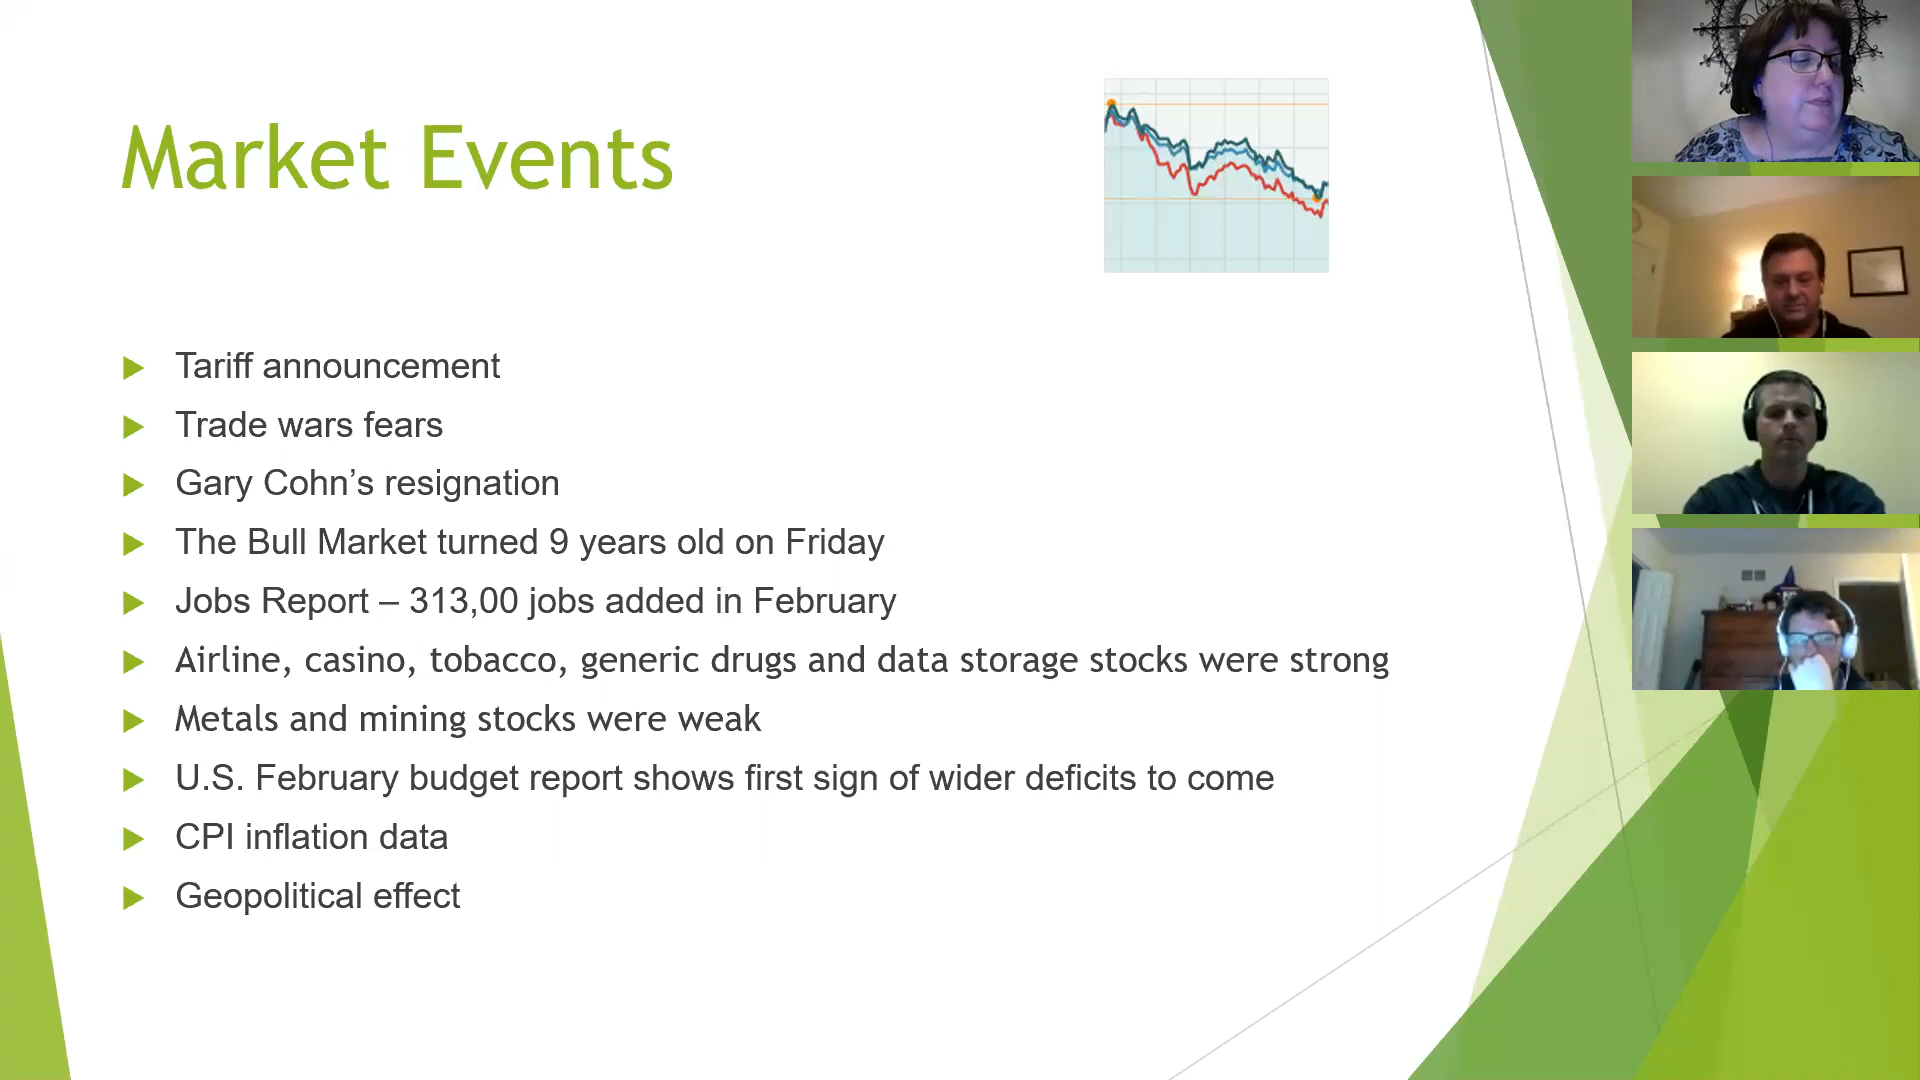 Market Events
Tariff announcement
Trade wars fears
Gary Cohn’s resignation
The Bull Market turned 9 years old on Friday
Jobs Report – 313,00 jobs added in February
Airline, casino, tobacco, generic drugs and data storage stocks were strong
Metals and mining stocks were weak
U.S. February budget report shows first sign of wider deficits to come
CPI inflation data
Geopolitical effect